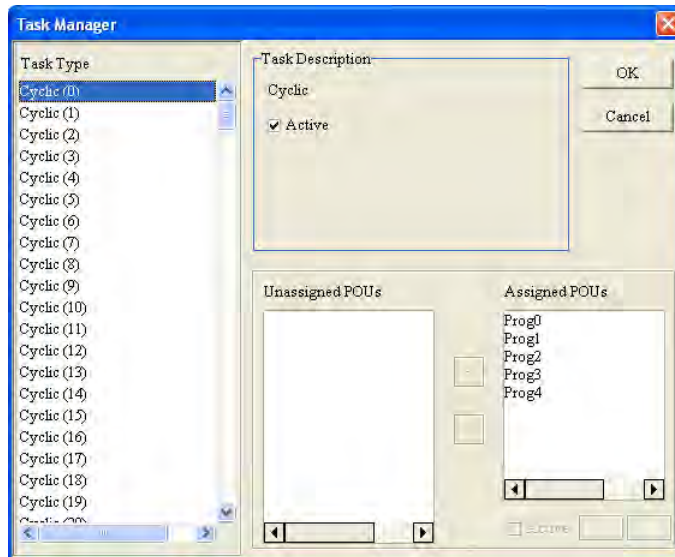 Task Manager
Task Type
Cyclic (0)
Cyclic (1)
Cyclic (2)
Cyclic (3)
Cyclic (4)
Cyclic (5)
Cyclic (6)
Cyclic (7)
Cyclic (8)
Cyclic (9)
Cyclic (10)
Cyclic (11)
Cyclic (12)
Cyclic (13)
Cyclic (14)
Cyclic (15)
Cyclic (16)
Cyclic (17)
Cyclic (18)
Cyclic (19)
Cyclic (20)
Task Description
Cyclic
Active
OK
Cancel
Unassigned POUs
Assigned POUs
Prog0
Prog1
Prog2
Prog3
Prog4